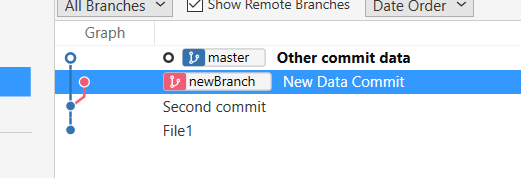 All Branches Show Remote Branches Date Order
Graph
master Other commit data
newBranch New Data Commit
Second commit
File1